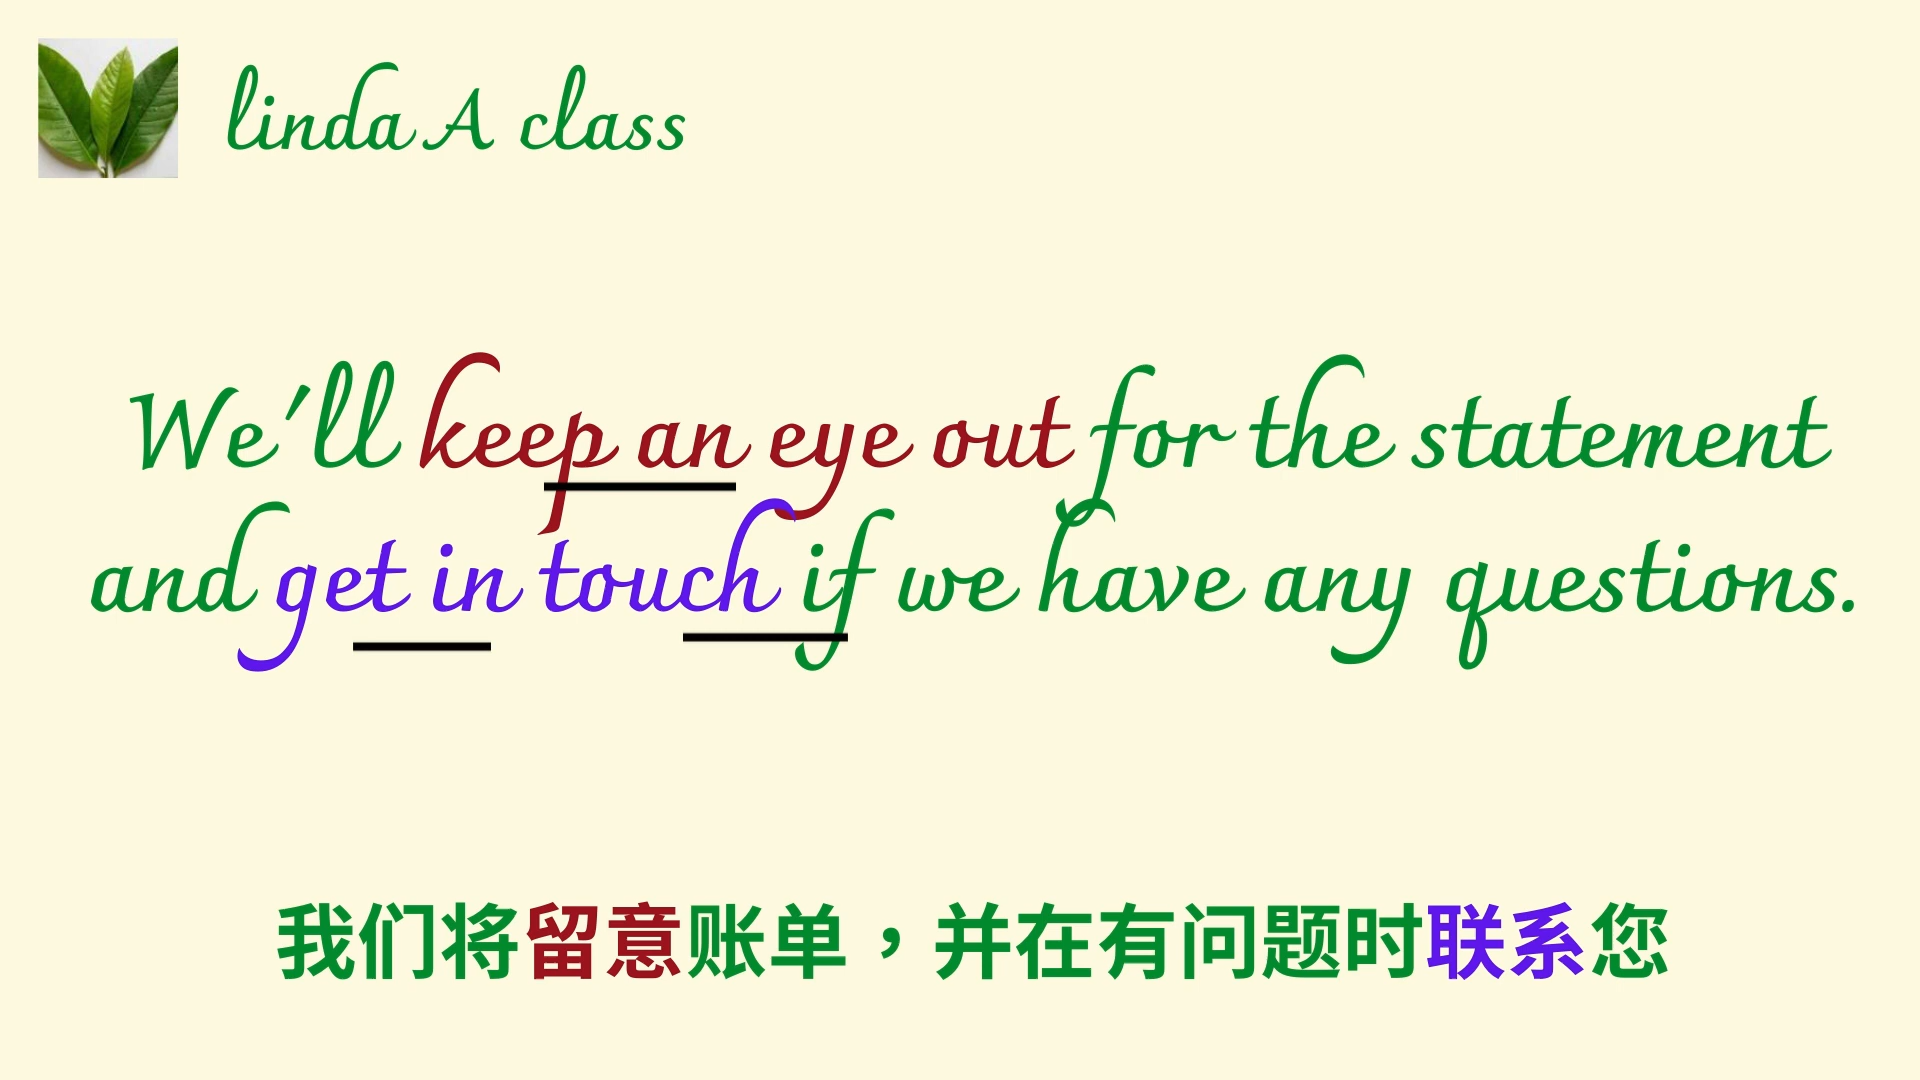 linda A class
We'll keep an eye out for the statement
and get in touch if we have any questions.
我们将留意账单，并在有问题时联系您